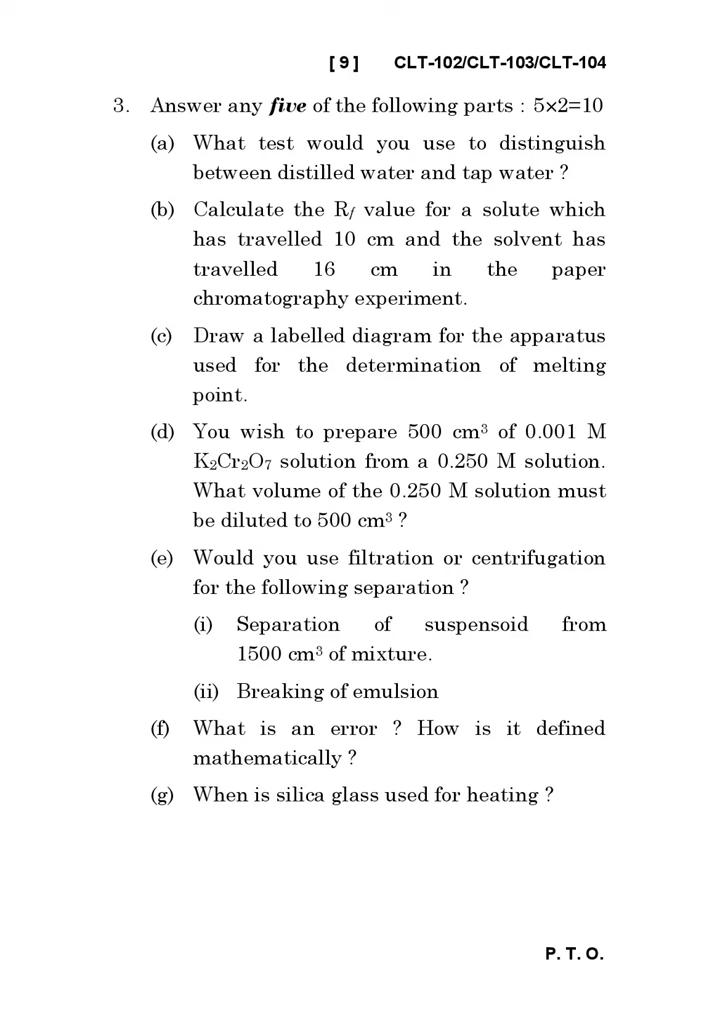 [ 9 ] CLT-102/CLT-103/CLT-104
3. Answer any five of the following parts : 5×2=10
(a) What test would you use to distinguish
between distilled water and tap water ?
(b) Calculate the Rf value for a solute which
has travelled 10 cm and the solvent has
travelled 16 cm in the paper
chromatography experiment.
(c) Draw a labelled diagram for the apparatus
used for the determination of melting
point.
(d) You wish to prepare 500 cm³ of 0.001 M
K₂Cr₂O₇ solution from a 0.250 M solution.
What volume of the 0.250 M solution must
be diluted to 500 cm³ ?
(e) Would you use filtration or centrifugation
for the following separation ?
(i) Separation of suspensoid from
1500 cm³ of mixture.
(ii) Breaking of emulsion
(f) What is an error ? How is it defined
mathematically ?
(g) When is silica glass used for heating ?
P. T. O.